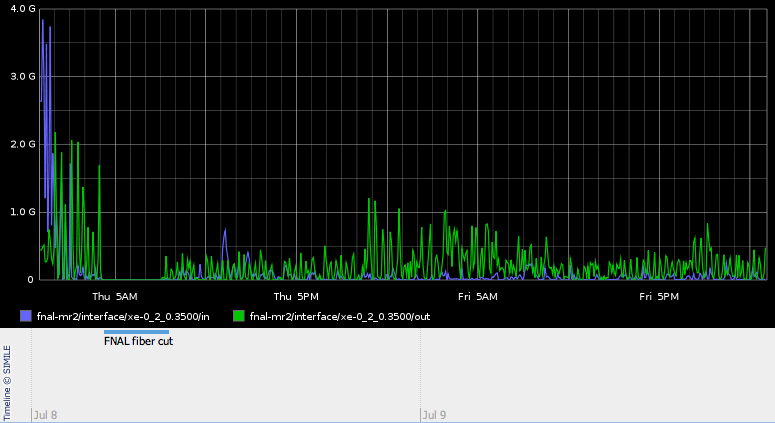 4.0 G
3.0 G
2.0 G
1.0 G
0
Thu 5AM Thu 5PM Fri 5AM Fri 5PM
fnal-mr2/interface/xe-0_2_0.3500/in fnal-mr2/interface/xe-0_2_0.3500/out
FNAL fiber cut
Timeline © SIMILE
Jul 8 Jul 9